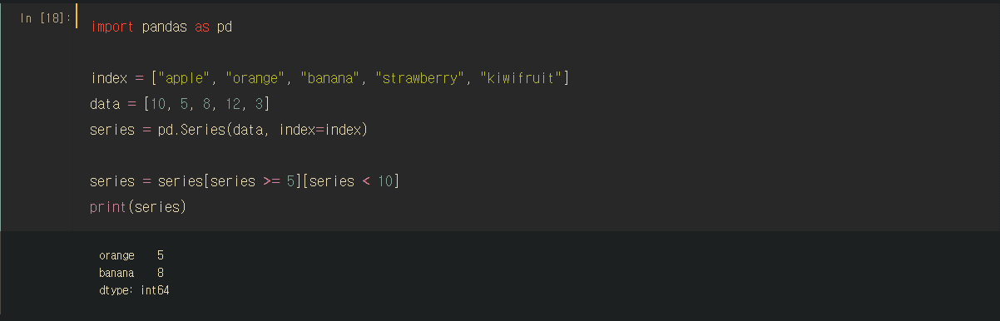 In [18]:
import pandas as pd
index = ["apple", "orange", "banana", "strawberry", "kiwifruit"]
data = [10, 5, 8, 12, 3]
series = pd.Series(data, index=index)
series = series[series >= 5][series < 10]
print(series)
orange 5
banana 8
dtype: int64